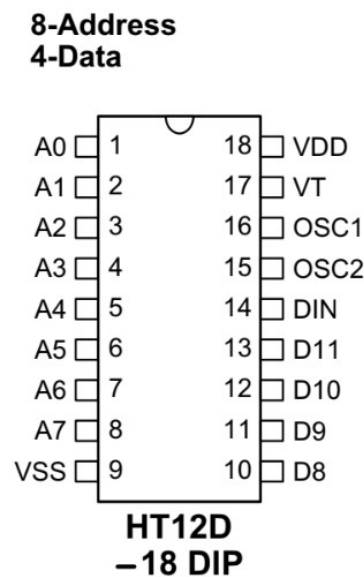 8-Address
4-Data
A0 1 18 VDD
A1 2 17 VT
A2 3 16 OSC1
A3 4 15 OSC2
A4 5 14 DIN
A5 6 13 D11
A6 7 12 D10
A7 8 11 D9
VSS 9 10 D8
HT12D
–18 DIP